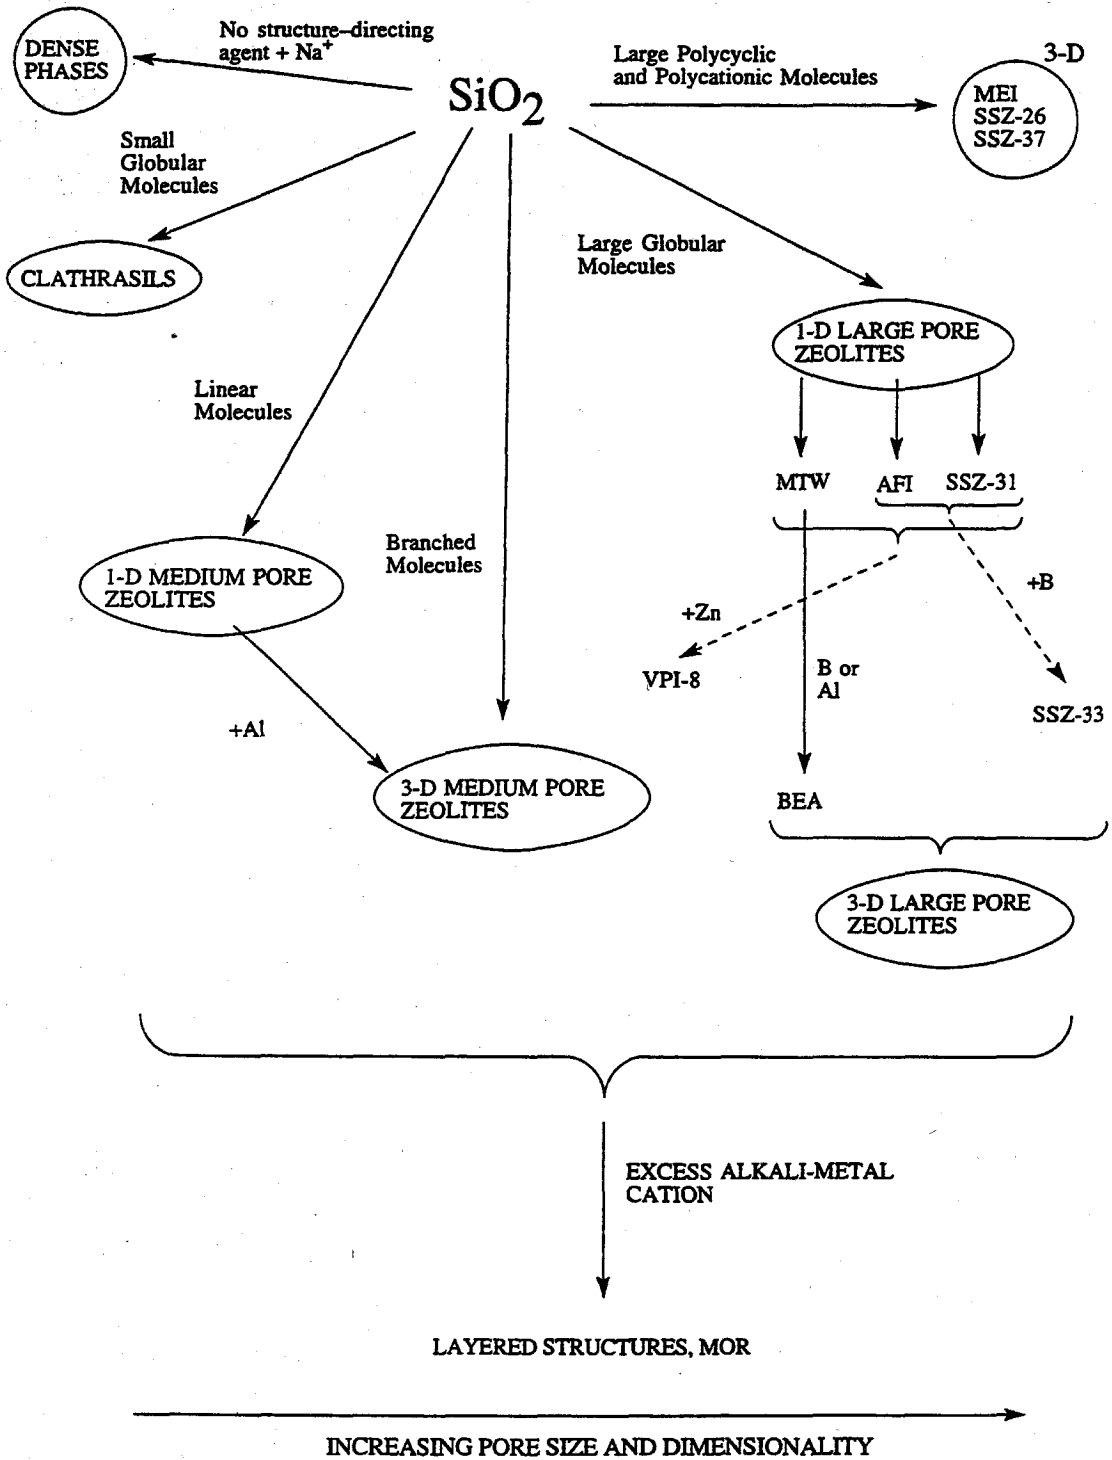 DENSE
PHASES
No structure–directing
agent + Na⁺
SiO₂
Large Polycyclic
and Polycationic Molecules
3-D
MEI
SSZ-26
SSZ-37
Small
Globular
Molecules
CLATHRASILS
Large Globular
Molecules
1-D LARGE PORE
ZEOLITES
Linear
Molecules
MTW
AFI
SSZ-31
Branched
Molecules
1-D MEDIUM PORE
ZEOLITES
+B
+Zn
VPI-8
B or
Al
SSZ-33
+Al
3-D MEDIUM PORE
ZEOLITES
BEA
3-D LARGE PORE
ZEOLITES
EXCESS ALKALI-METAL
CATION
LAYERED STRUCTURES, MOR
INCREASING PORE SIZE AND DIMENSIONALITY